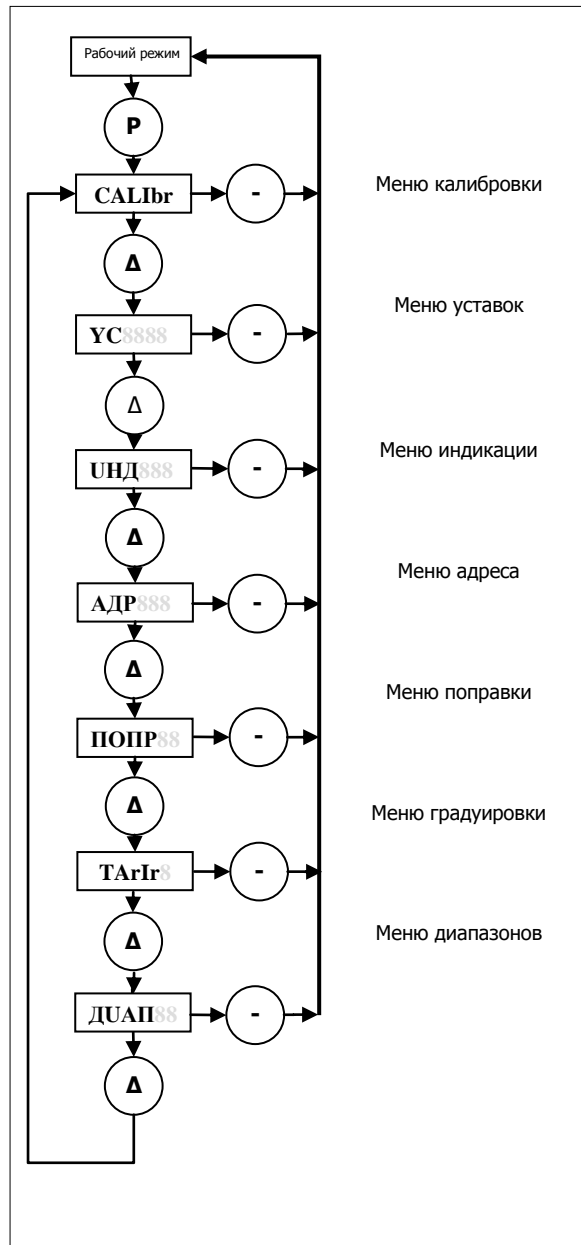 Рабочий режим
P
CALIbr
-
Меню калибровки
Δ
YC8888
-
Меню уставок
Δ
UHД888
-
Меню индикации
Δ
АДР888
-
Меню адреса
Δ
ПОПР88
-
Меню поправки
Δ
TArIr8
-
Меню градуировки
Δ
ДUАП88
-
Меню диапазонов
Δ